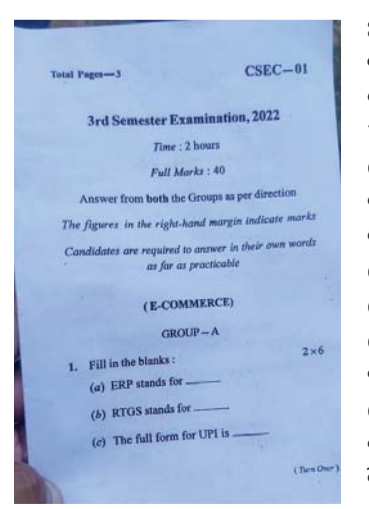 Total Pages—3
CSEC—01
3rd Semester Examination, 2022
Time : 2 hours
Full Marks : 40
Answer from both the Groups as per direction
The figures in the right-hand margin indicate marks
Candidates are required to answer in their own words
as far as practicable
(E-COMMERCE)
GROUP – A
1. Fill in the blanks : 2×6
(a) ERP stands for ———
(b) RTGS stands for ———
(c) The full form for UPI is ———
(Turn Over)